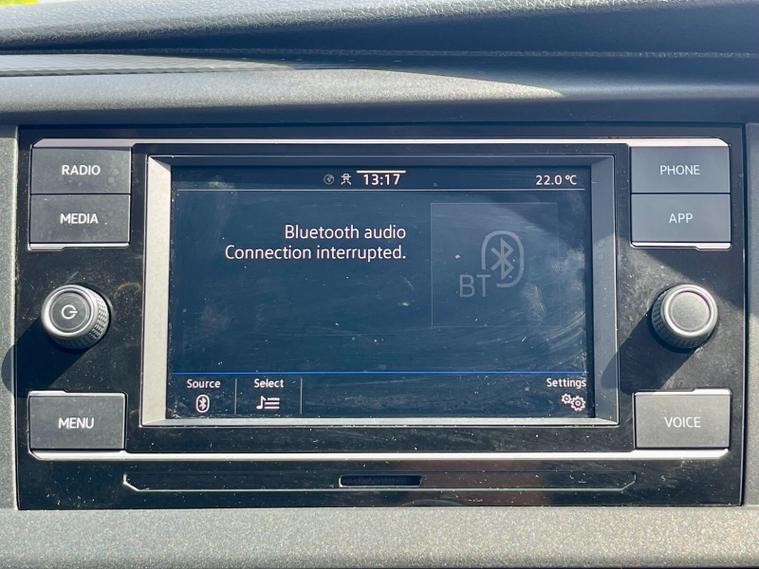 RADIO
MEDIA
MENU
13:17
22.0 °C
Bluetooth audio
Connection interrupted.
BT
Source
Select
Settings
PHONE
APP
VOICE